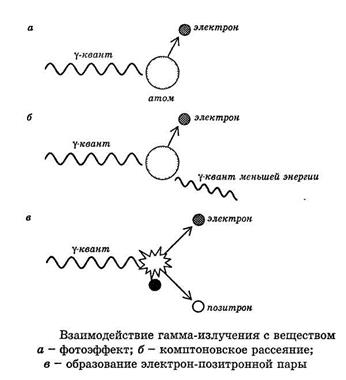 а
электрон
γ-квант
атом
б
электрон
γ-квант
γ-квант меньшей энергии
в
электрон
γ-квант
позитрон
Взаимодействие гамма-излучения с веществом
а – фотоэффект; б – комптоновское рассеяние;
в – образование электрон-позитронной пары